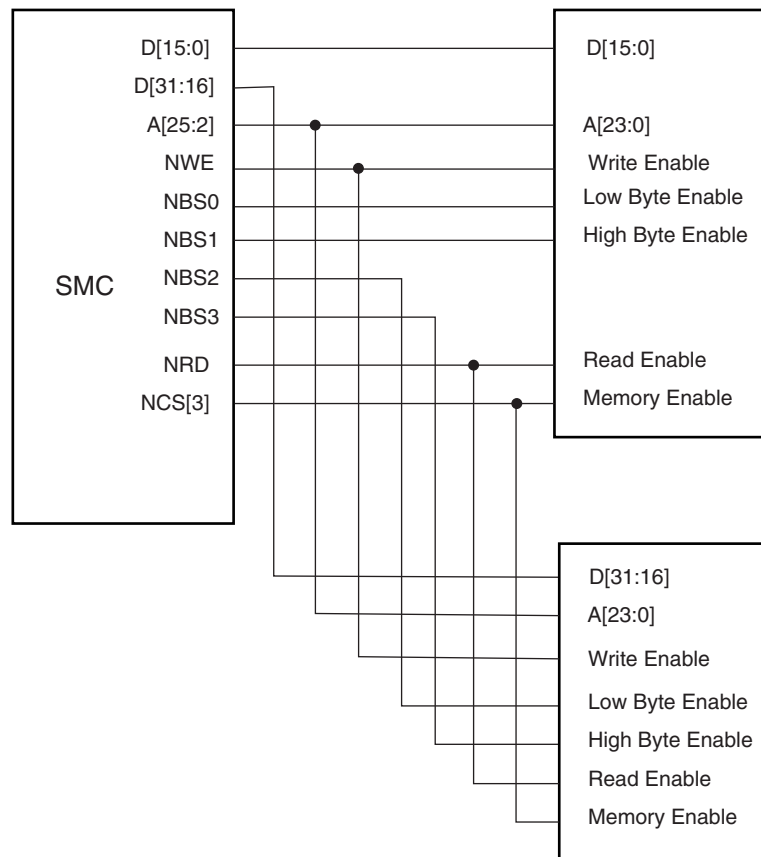 D[15:0]
D[31:16]
A[25:2]
NWE
NBS0
NBS1
NBS2
NBS3
NRD
NCS[3]
SMC
D[15:0]
A[23:0]
Write Enable
Low Byte Enable
High Byte Enable
Read Enable
Memory Enable
D[31:16]
A[23:0]
Write Enable
Low Byte Enable
High Byte Enable
Read Enable
Memory Enable